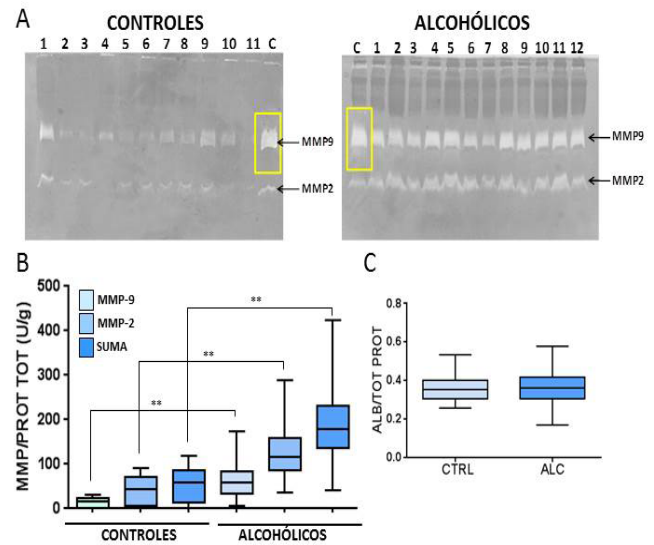 A
CONTROLES
1 2 3 4 5 6 7 8 9 10 11 C
MMP9
MMP2
ALCOHÓLICOS
C 1 2 3 4 5 6 7 8 9 10 11 12
MMP9
MMP2
B
MMP/PROT TOT (U/g)
500
400
300
200
100
0
MMP-9
MMP-2
SUMA
**
**
**
CONTROLES
ALCOHÓLICOS
C
ALB/TOT PROT
0.8
0.6
0.4
0.2
0.0
CTRL
ALC